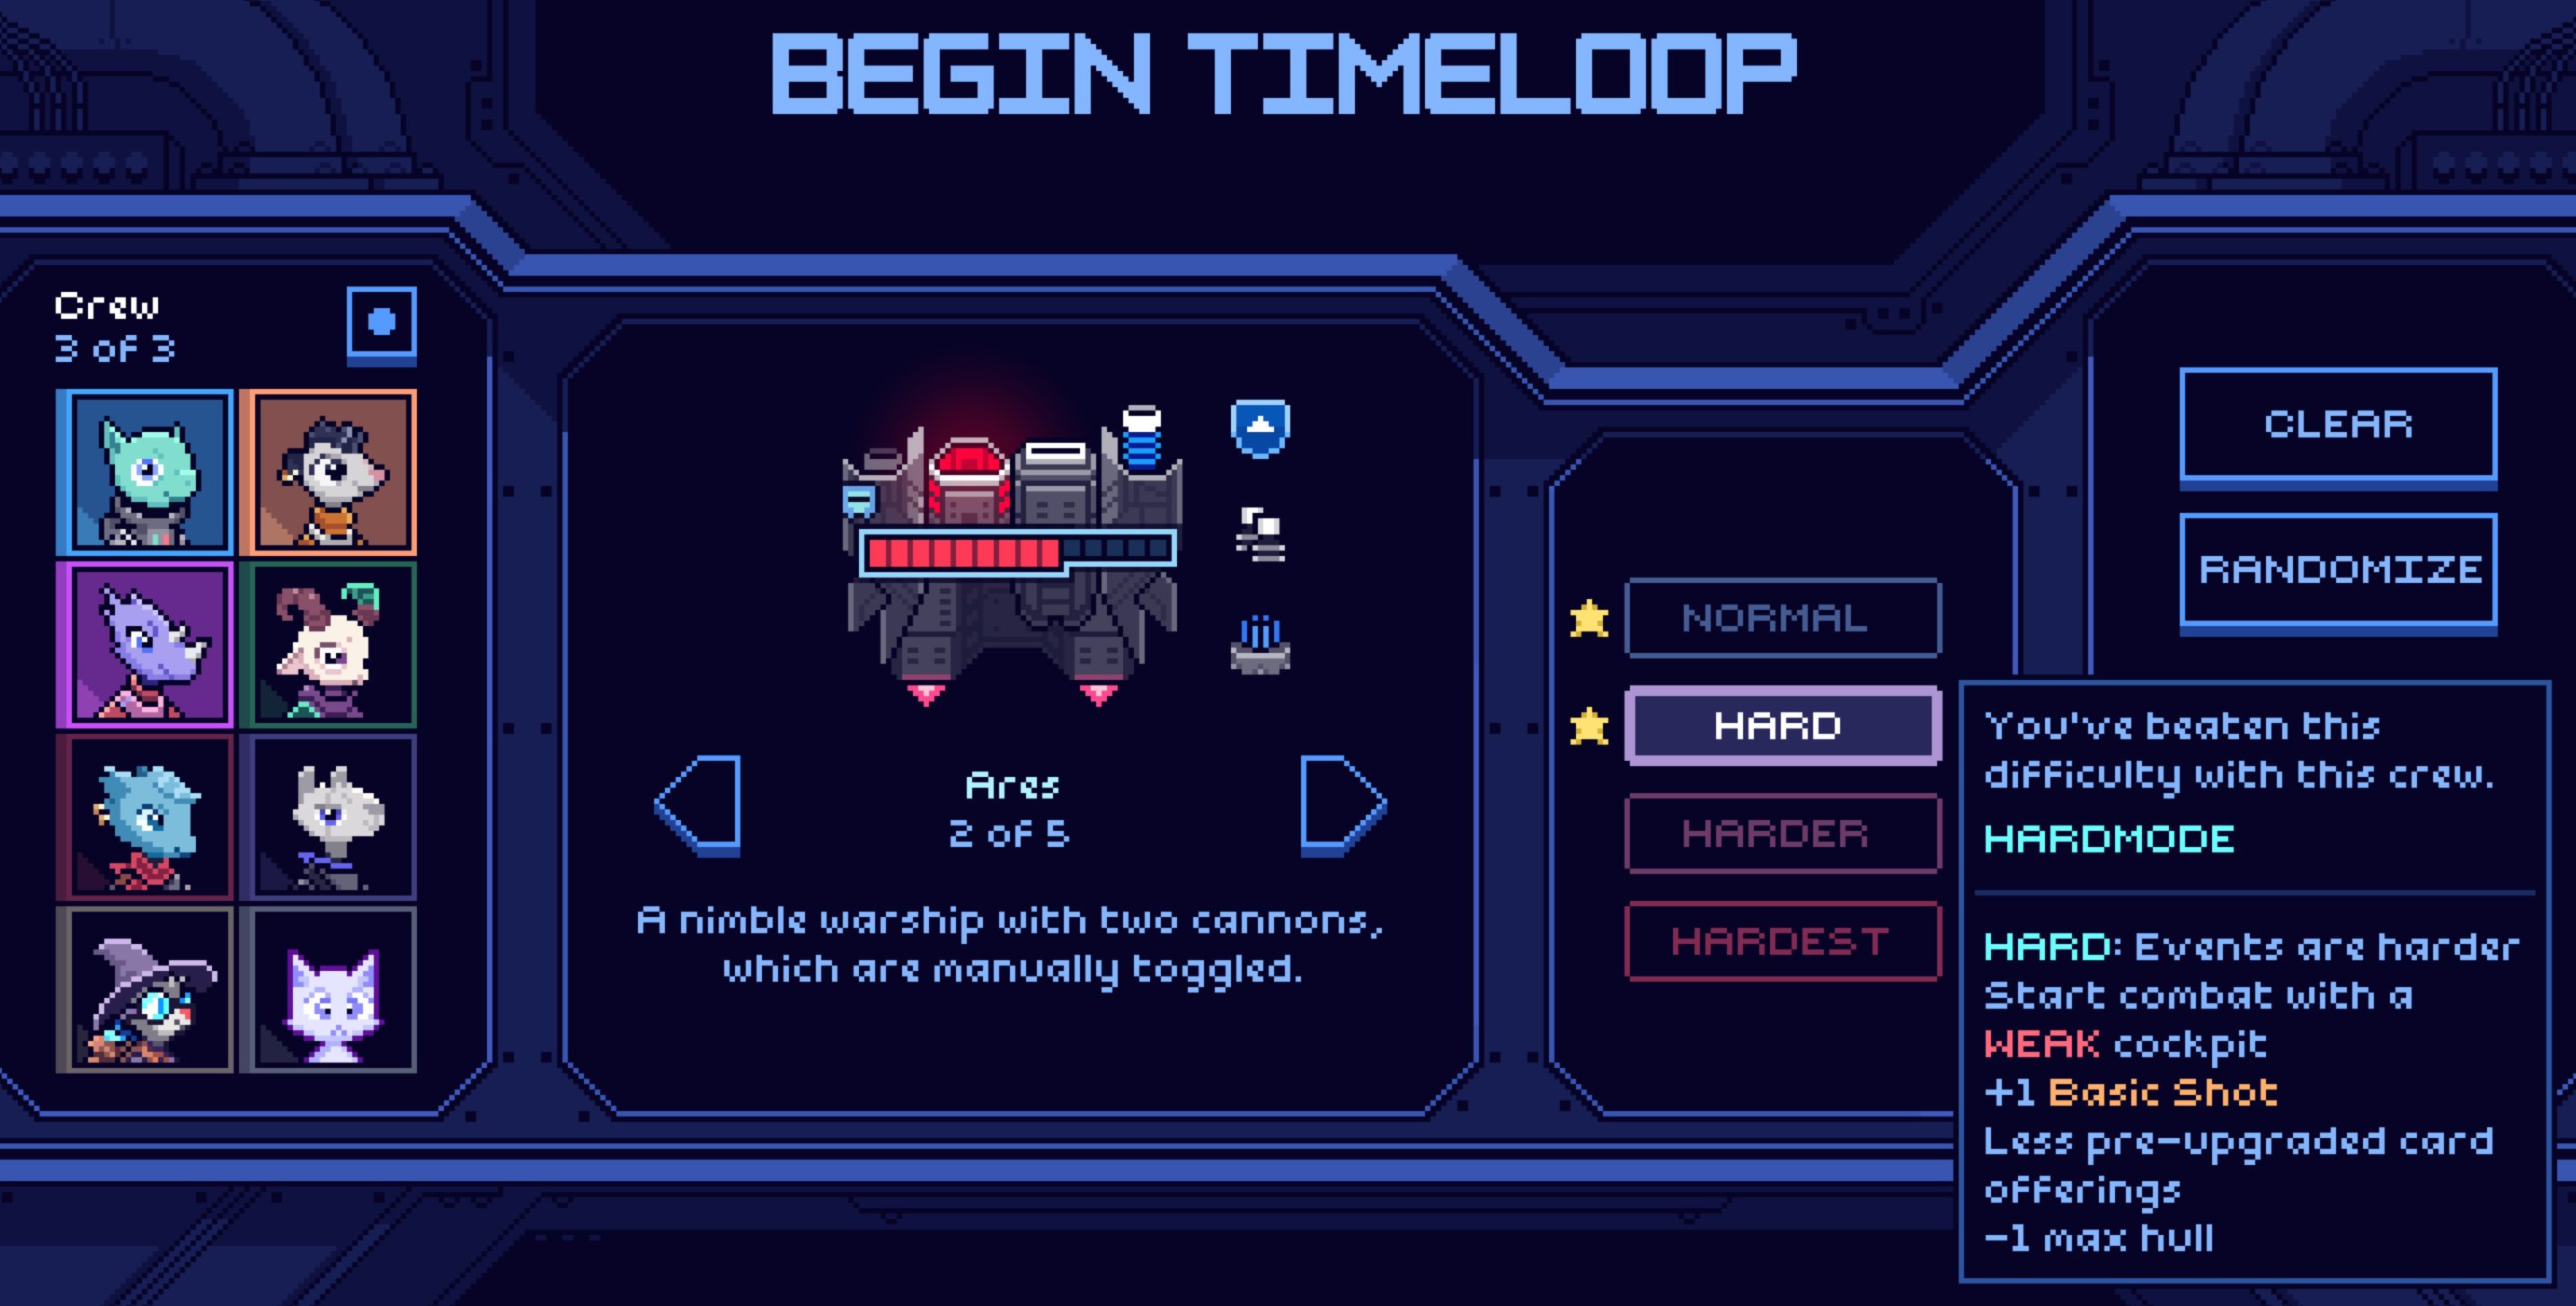 BEGIN TIMELOOP
Crew
3 of 3
Ares
2 of 5
A nimble warship with two cannons,
which are manually toggled.
NORMAL
HARD
HARDER
HARDEST
CLEAR
RANDOMIZE
You've beaten this
difficulty with this crew.
HARDMODE
HARD: Events are harder
Start combat with a
WEAK cockpit
+1 Basic Shot
Less pre-upgraded card
offerings
-1 max hull